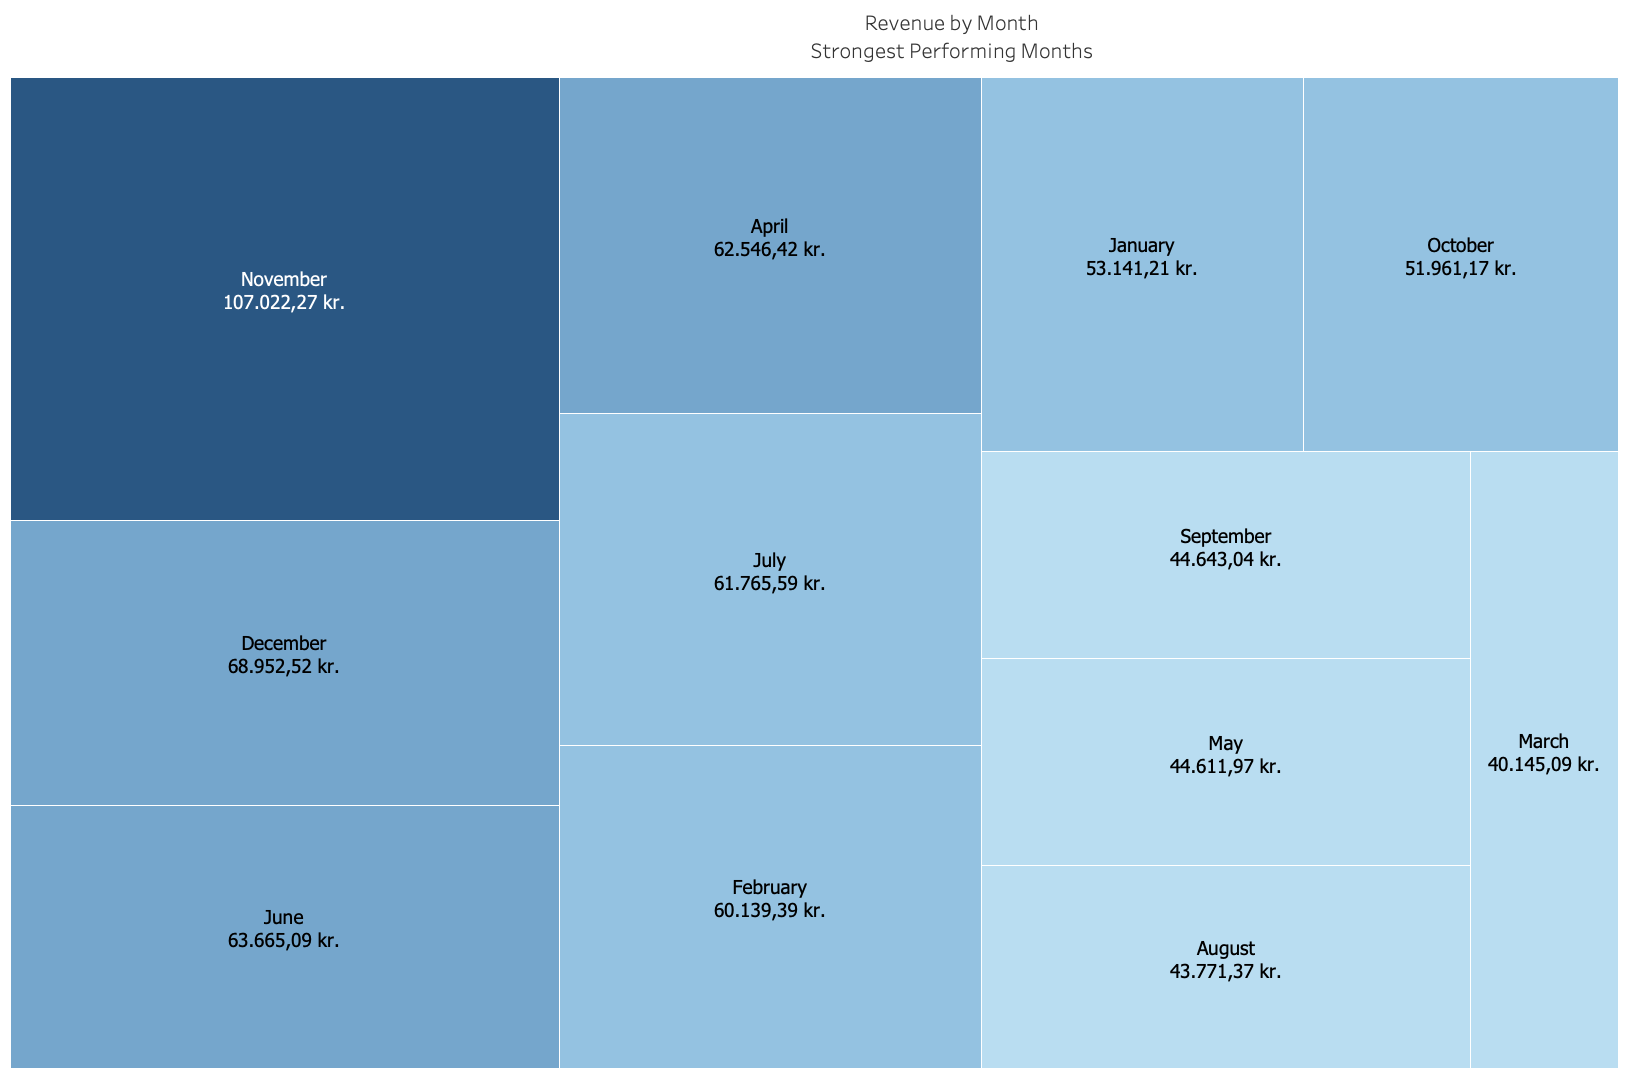 Revenue by Month
Strongest Performing Months
November
107.022,27 kr.
December
68.952,52 kr.
June
63.665,09 kr.
April
62.546,42 kr.
July
61.765,59 kr.
February
60.139,39 kr.
January
53.141,21 kr.
October
51.961,17 kr.
September
44.643,04 kr.
May
44.611,97 kr.
August
43.771,37 kr.
March
40.145,09 kr.